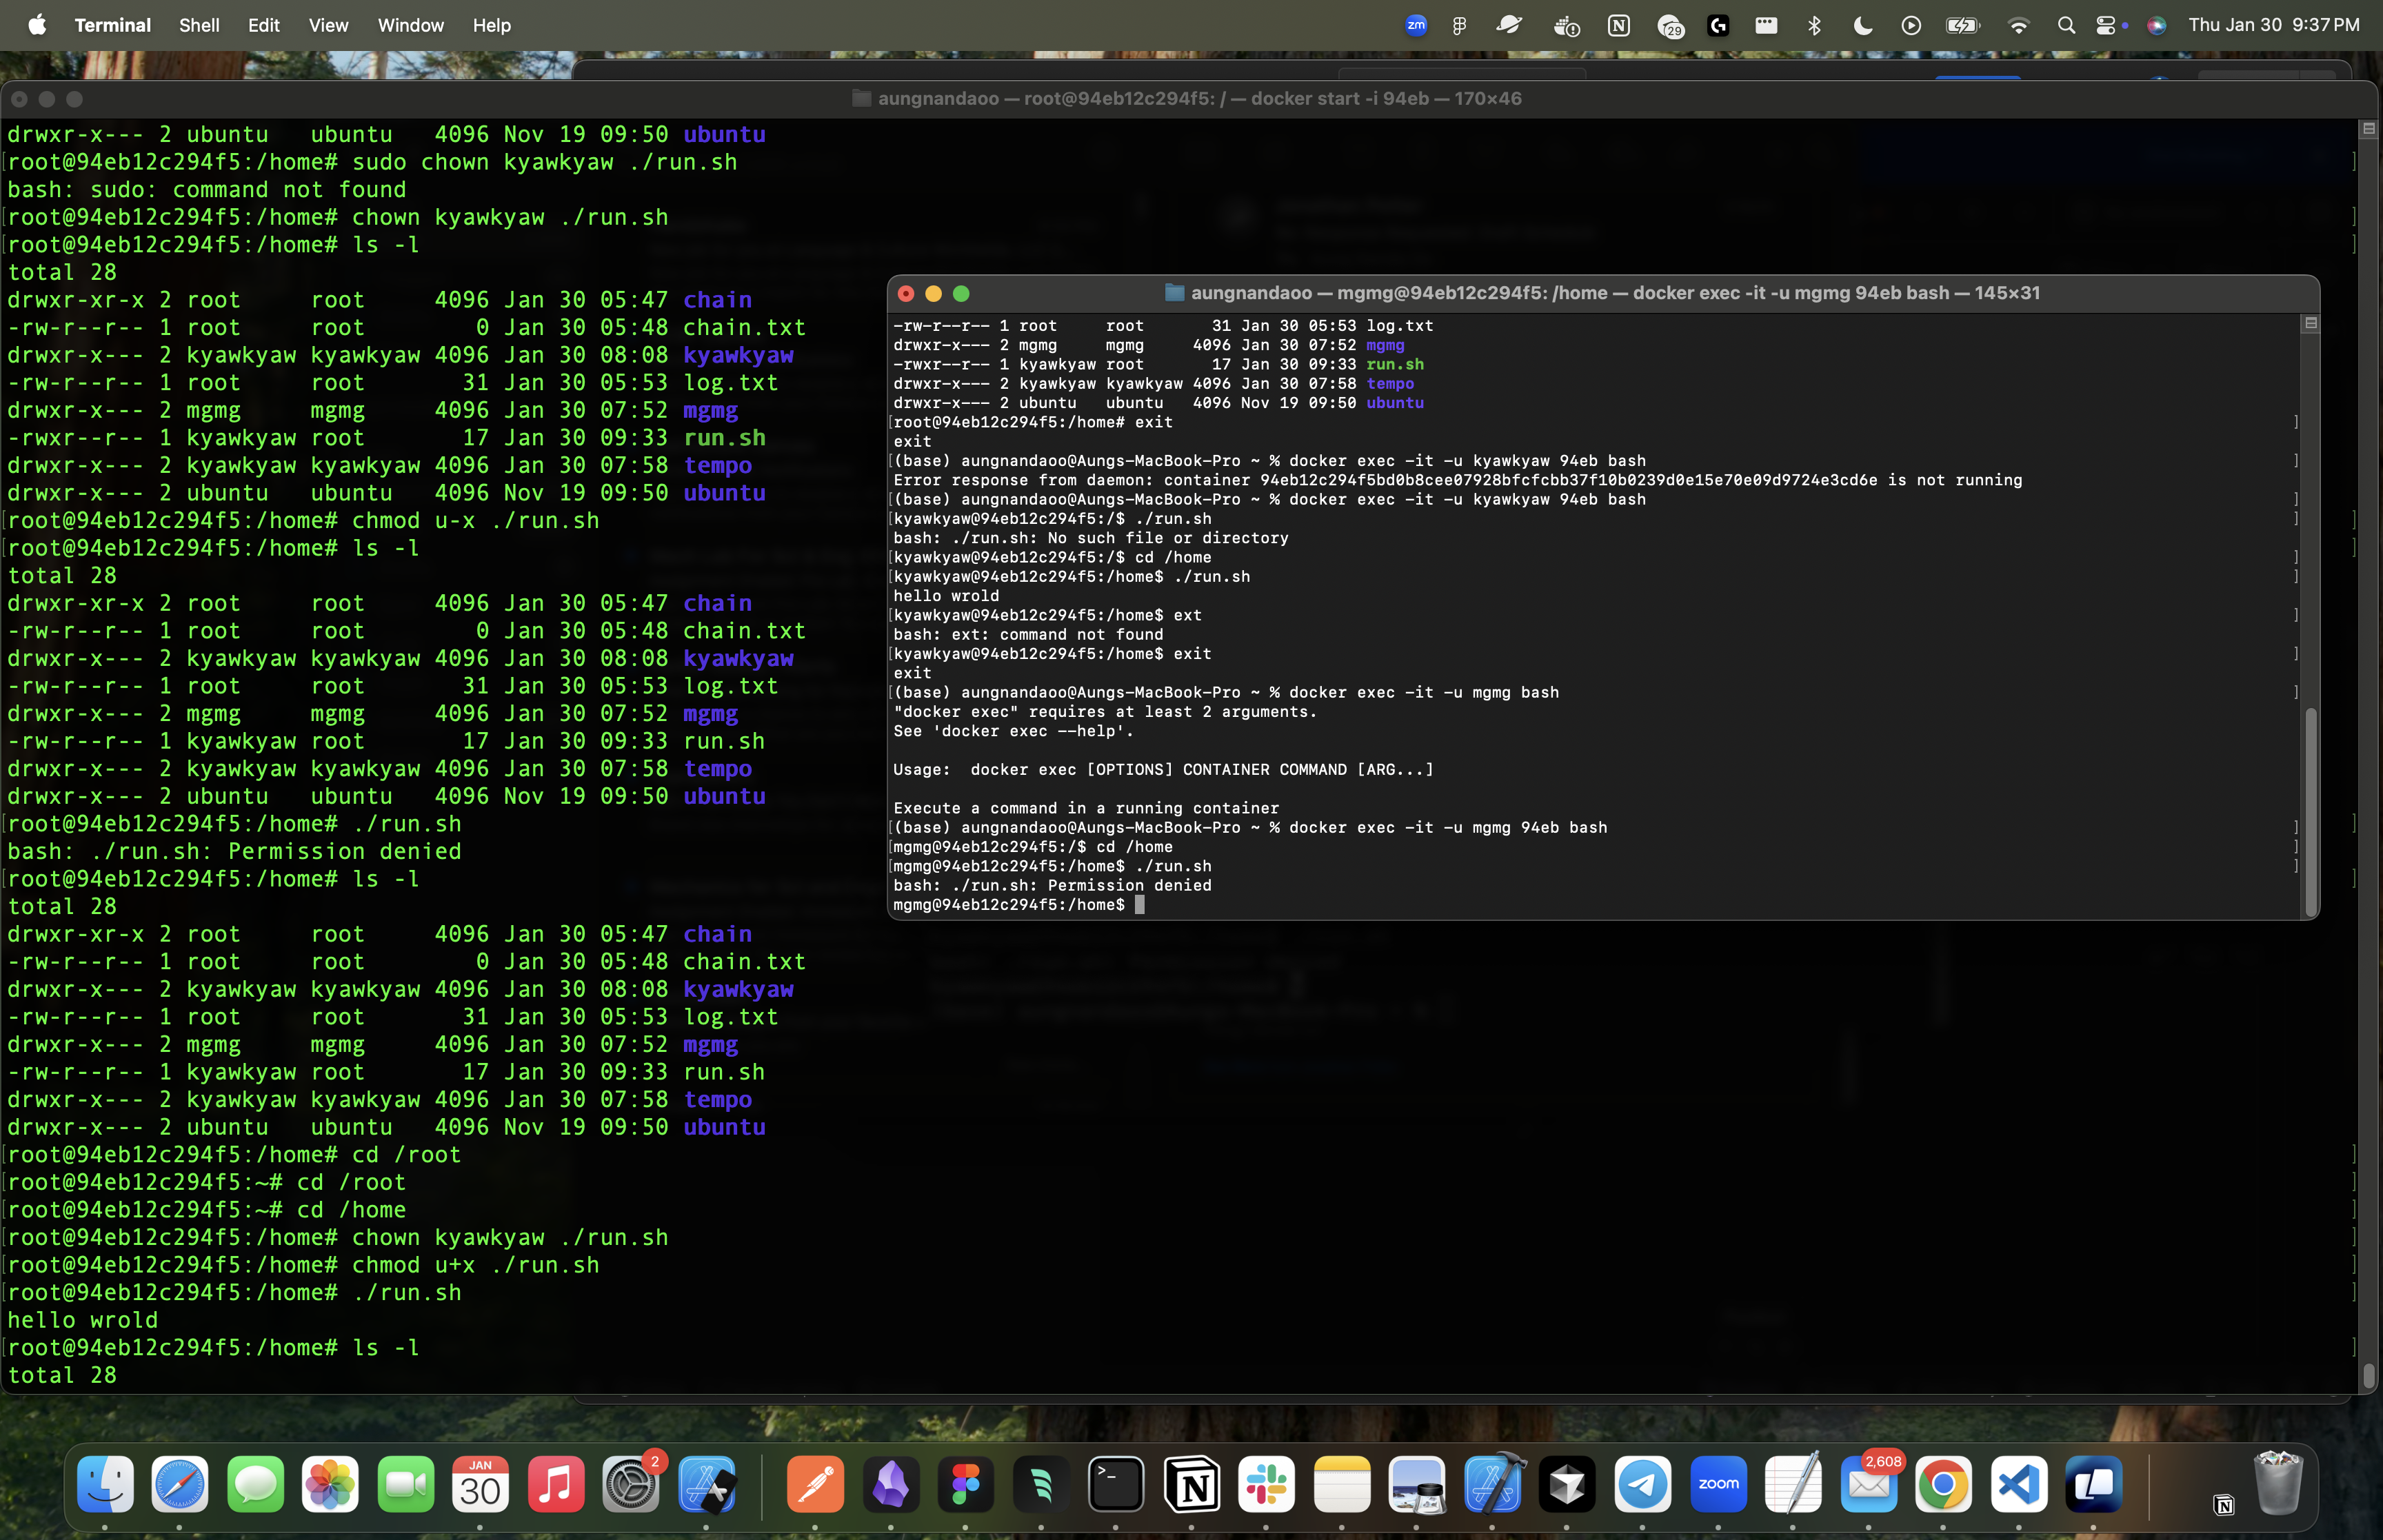 Terminal Shell Edit View Window Help zm 29 Thu Jan 30 9:37 PM
aungnandaoo — root@94eb12c294f5: / — docker start -i 94eb — 170×46
drwxr-x--- 2 ubuntu   ubuntu   4096 Nov 19 09:50 ubuntu
[root@94eb12c294f5:/home# sudo chown kyawkyaw ./run.sh ]
bash: sudo: command not found
[root@94eb12c294f5:/home# chown kyawkyaw ./run.sh ]
[root@94eb12c294f5:/home# ls -l ]
total 28
drwxr-xr-x 2 root     root     4096 Jan 30 05:47 chain
-rw-r--r-- 1 root     root        0 Jan 30 05:48 chain.txt
drwxr-x--- 2 kyawkyaw kyawkyaw 4096 Jan 30 08:08 kyawkyaw
-rw-r--r-- 1 root     root       31 Jan 30 05:53 log.txt
drwxr-x--- 2 mgmg     mgmg     4096 Jan 30 07:52 mgmg
-rwxr--r-- 1 kyawkyaw root       17 Jan 30 09:33 run.sh
drwxr-x--- 2 kyawkyaw kyawkyaw 4096 Jan 30 07:58 tempo
drwxr-x--- 2 ubuntu   ubuntu   4096 Nov 19 09:50 ubuntu
[root@94eb12c294f5:/home# chmod u-x ./run.sh ]
[root@94eb12c294f5:/home# ls -l ]
total 28
drwxr-xr-x 2 root     root     4096 Jan 30 05:47 chain
-rw-r--r-- 1 root     root        0 Jan 30 05:48 chain.txt
drwxr-x--- 2 kyawkyaw kyawkyaw 4096 Jan 30 08:08 kyawkyaw
-rw-r--r-- 1 root     root       31 Jan 30 05:53 log.txt
drwxr-x--- 2 mgmg     mgmg     4096 Jan 30 07:52 mgmg
-rw-r--r-- 1 kyawkyaw root       17 Jan 30 09:33 run.sh
drwxr-x--- 2 kyawkyaw kyawkyaw 4096 Jan 30 07:58 tempo
drwxr-x--- 2 ubuntu   ubuntu   4096 Nov 19 09:50 ubuntu
[root@94eb12c294f5:/home# ./run.sh ]
bash: ./run.sh: Permission denied
[root@94eb12c294f5:/home# ls -l ]
total 28
drwxr-xr-x 2 root     root     4096 Jan 30 05:47 chain
-rw-r--r-- 1 root     root        0 Jan 30 05:48 chain.txt
drwxr-x--- 2 kyawkyaw kyawkyaw 4096 Jan 30 08:08 kyawkyaw
-rw-r--r-- 1 root     root       31 Jan 30 05:53 log.txt
drwxr-x--- 2 mgmg     mgmg     4096 Jan 30 07:52 mgmg
-rw-r--r-- 1 kyawkyaw root       17 Jan 30 09:33 run.sh
drwxr-x--- 2 kyawkyaw kyawkyaw 4096 Jan 30 07:58 tempo
drwxr-x--- 2 ubuntu   ubuntu   4096 Nov 19 09:50 ubuntu
[root@94eb12c294f5:/home# cd /root ]
[root@94eb12c294f5:~# cd /root ]
[root@94eb12c294f5:~# cd /home ]
[root@94eb12c294f5:/home# chown kyawkyaw ./run.sh ]
[root@94eb12c294f5:/home# chmod u+x ./run.sh ]
[root@94eb12c294f5:/home# ./run.sh ]
hello wrold
[root@94eb12c294f5:/home# ls -l ]
total 28
aungnandaoo — mgmg@94eb12c294f5: /home — docker exec -it -u mgmg 94eb bash — 145×31
-rw-r--r-- 1 root     root       31 Jan 30 05:53 log.txt
drwxr-x--- 2 mgmg     mgmg     4096 Jan 30 07:52 mgmg
-rwxr--r-- 1 kyawkyaw root       17 Jan 30 09:33 run.sh
drwxr-x--- 2 kyawkyaw kyawkyaw 4096 Jan 30 07:58 tempo
drwxr-x--- 2 ubuntu   ubuntu   4096 Nov 19 09:50 ubuntu
[root@94eb12c294f5:/home# exit ]
exit
[(base) aungnandaoo@Aungs-MacBook-Pro ~ % docker exec -it -u kyawkyaw 94eb bash ]
Error response from daemon: container 94eb12c294f5bd0b8cee07928bfcfcbb37f10b0239d0e15e70e09d9724e3cd6e is not running
[(base) aungnandaoo@Aungs-MacBook-Pro ~ % docker exec -it -u kyawkyaw 94eb bash ]
[kyawkyaw@94eb12c294f5:/$ ./run.sh ]
bash: ./run.sh: No such file or directory
[kyawkyaw@94eb12c294f5:/$ cd /home ]
[kyawkyaw@94eb12c294f5:/home$ ./run.sh ]
hello wrold
[kyawkyaw@94eb12c294f5:/home$ ext ]
bash: ext: command not found
[kyawkyaw@94eb12c294f5:/home$ exit ]
exit
[(base) aungnandaoo@Aungs-MacBook-Pro ~ % docker exec -it -u mgmg bash ]
"docker exec" requires at least 2 arguments.
See 'docker exec --help'.
Usage:  docker exec [OPTIONS] CONTAINER COMMAND [ARG...]
Execute a command in a running container
[(base) aungnandaoo@Aungs-MacBook-Pro ~ % docker exec -it -u mgmg 94eb bash ]
[mgmg@94eb12c294f5:/$ cd /home ]
[mgmg@94eb12c294f5:/home$ ./run.sh ]
bash: ./run.sh: Permission denied
mgmg@94eb12c294f5:/home$
JAN
30
2
zoom
2,608